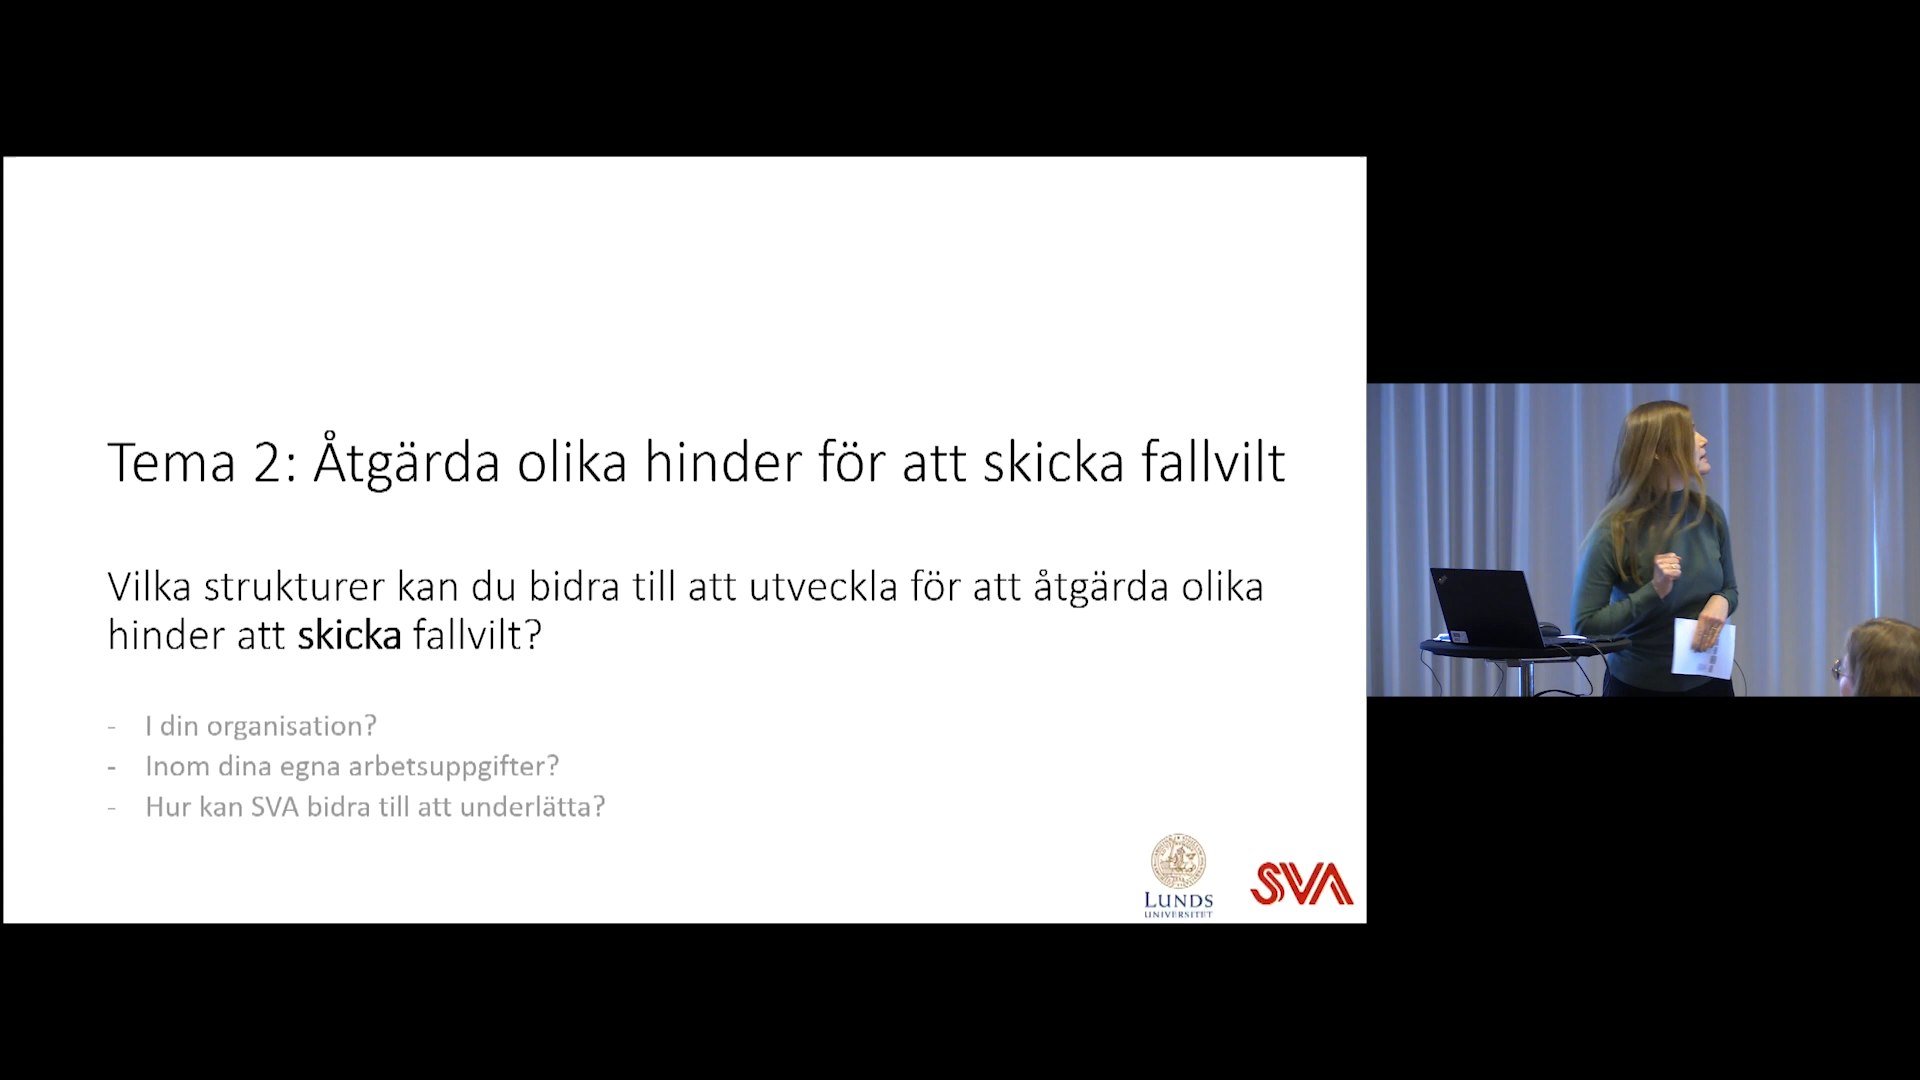 Tema 2: Åtgärda olika hinder för att skicka fallvilt
Vilka strukturer kan du bidra till att utveckla för att åtgärda olika
hinder att skicka fallvilt?
- I din organisation?
- Inom dina egna arbetsuppgifter?
- Hur kan SVA bidra till att underlätta?
LUNDS
UNIVERSITET
SVA